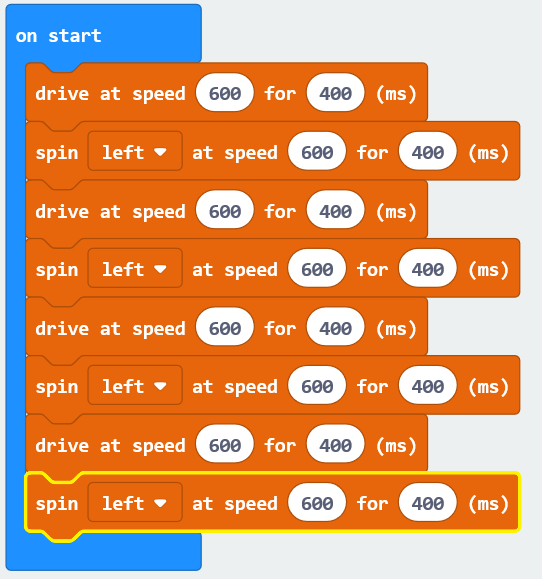 on start
drive at speed 600 for 400 (ms)
spin left at speed 600 for 400 (ms)
drive at speed 600 for 400 (ms)
spin left at speed 600 for 400 (ms)
drive at speed 600 for 400 (ms)
spin left at speed 600 for 400 (ms)
drive at speed 600 for 400 (ms)
spin left at speed 600 for 400 (ms)